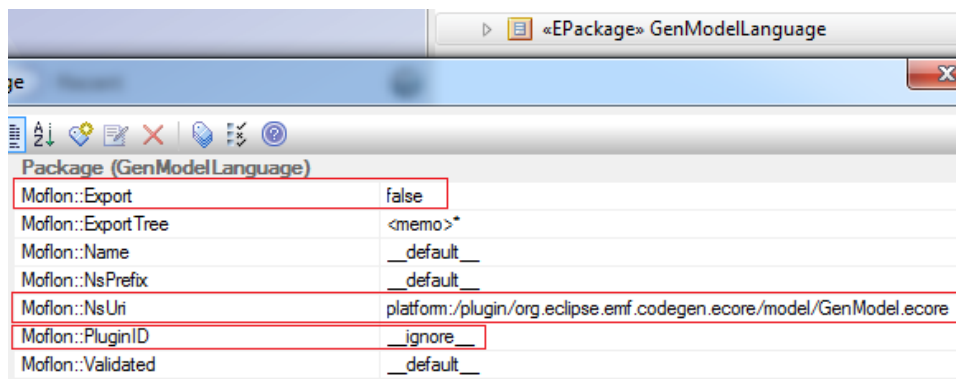 «EPackage» GenModelLanguage
ge
Package (GenModelLanguage)
Moflon::Export false
Moflon::ExportTree <memo>*
Moflon::Name __default__
Moflon::NsPrefix __default__
Moflon::NsUri platform:/plugin/org.eclipse.emf.codegen.ecore/model/GenModel.ecore
Moflon::PluginID __ignore__
Moflon::Validated __default__